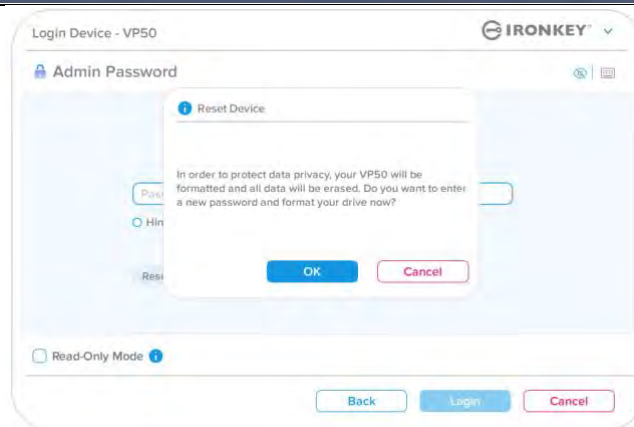 Login Device - VP50
IRONKEY
Admin Password
Reset Device
In order to protect data privacy, your VP50 will be
formatted and all data will be erased. Do you want to enter
a new password and format your drive now?
OK
Cancel
Read-Only Mode
Back
Login
Cancel